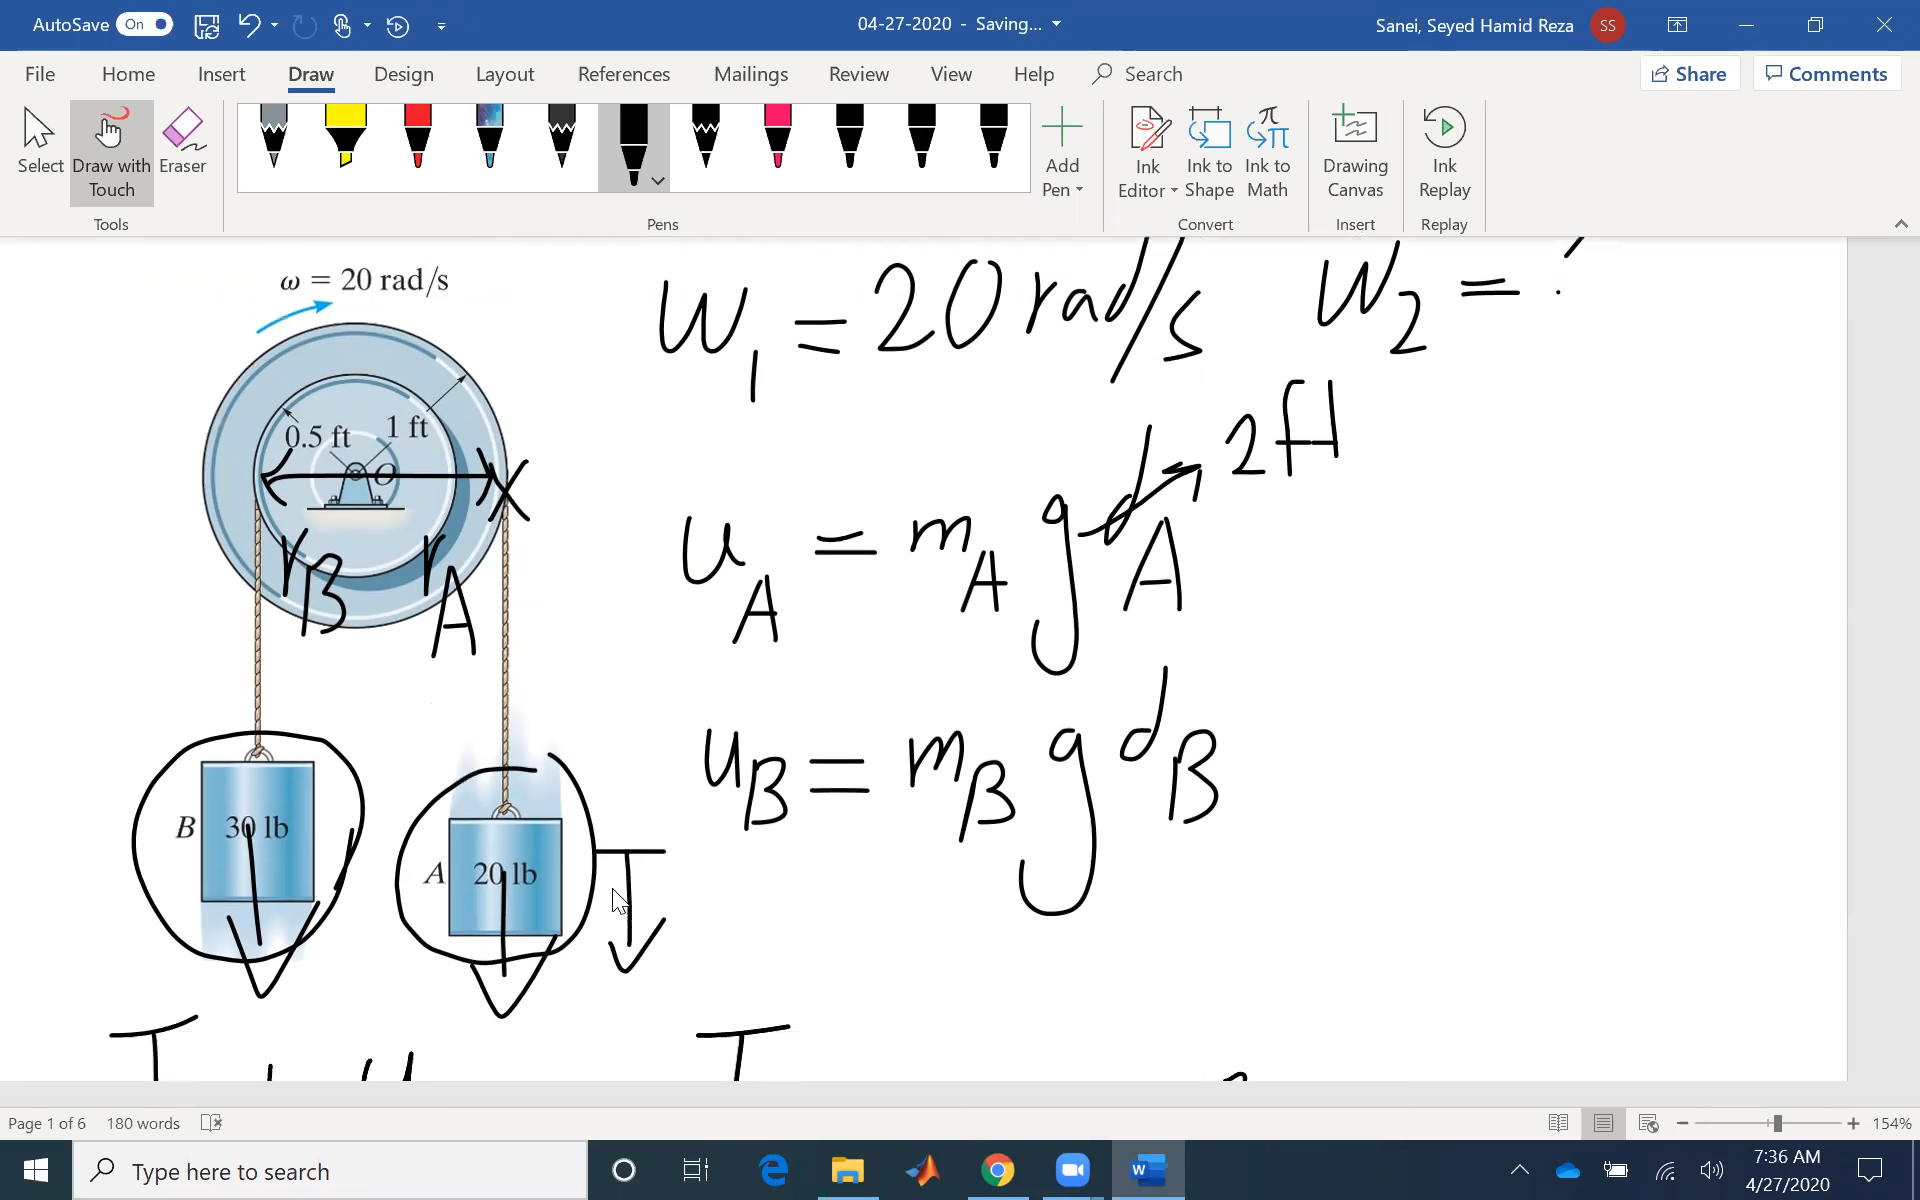 AutoSave On 04-27-2020 - Saving... Sanei, Seyed Hamid Reza SS
File Home Insert Draw Design Layout References Mailings Review View Help Search Share Comments
Select Draw with Touch Eraser Add Pen Ink Editor Ink to Shape Ink to Math Drawing Canvas Ink Replay
Tools Pens Convert Insert Replay
ω = 20 rad/s
W1 = 20 rad/s W2 = ?
0.5 ft 1 ft
O
2 ft
rB rA
uA = mA g dA
uB = mB g dB
B 30 lb
A 20 lb
Page 1 of 6 180 words 154%
Type here to search
7:36 AM
4/27/2020